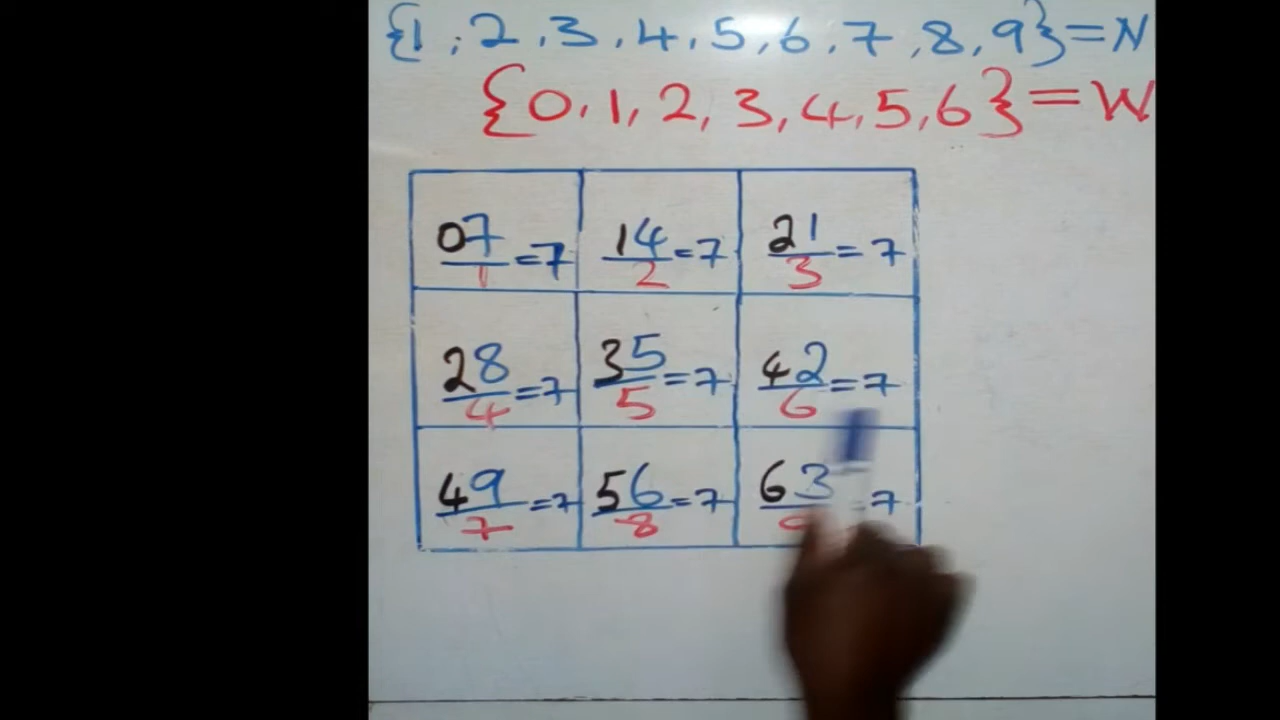 {1,2,3,4,5,6,7,8,9}=N
{0,1,2,3,4,5,6}=W
07/1=7 14/2=7 21/3=7
28/4=7 35/5=7 42/6=7
49/7=7 56/8=7 63/9=7